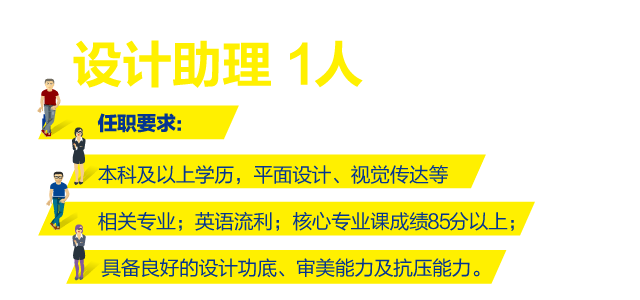 设计助理 1人
任职要求:
本科及以上学历，平面设计、视觉传达等
相关专业；英语流利；核心专业课成绩85分以上；
具备良好的设计功底、审美能力及抗压能力。